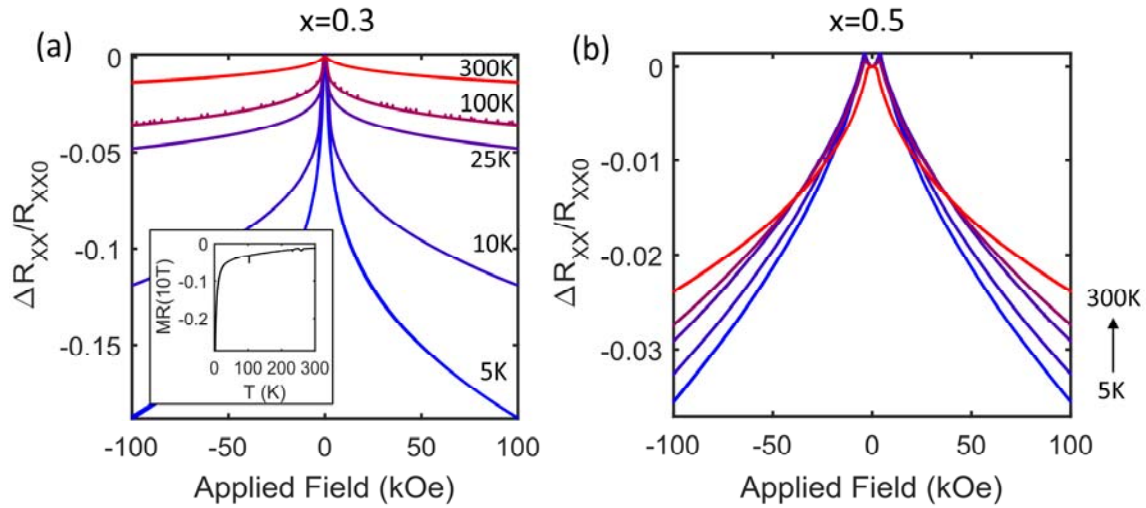 x=0.3
x=0.5
(a)
(b)
0
-0.05
-0.1
-0.15
ΔR_XX/R_XX0
300K
100K
25K
10K
5K
0
-0.1
-0.2
MR(10T)
0 100 200 300
T (K)
-100 -50 0 50 100
Applied Field (kOe)
0
-0.01
-0.02
-0.03
ΔR_XX/R_XX0
300K
5K
-100 -50 0 50 100
Applied Field (kOe)